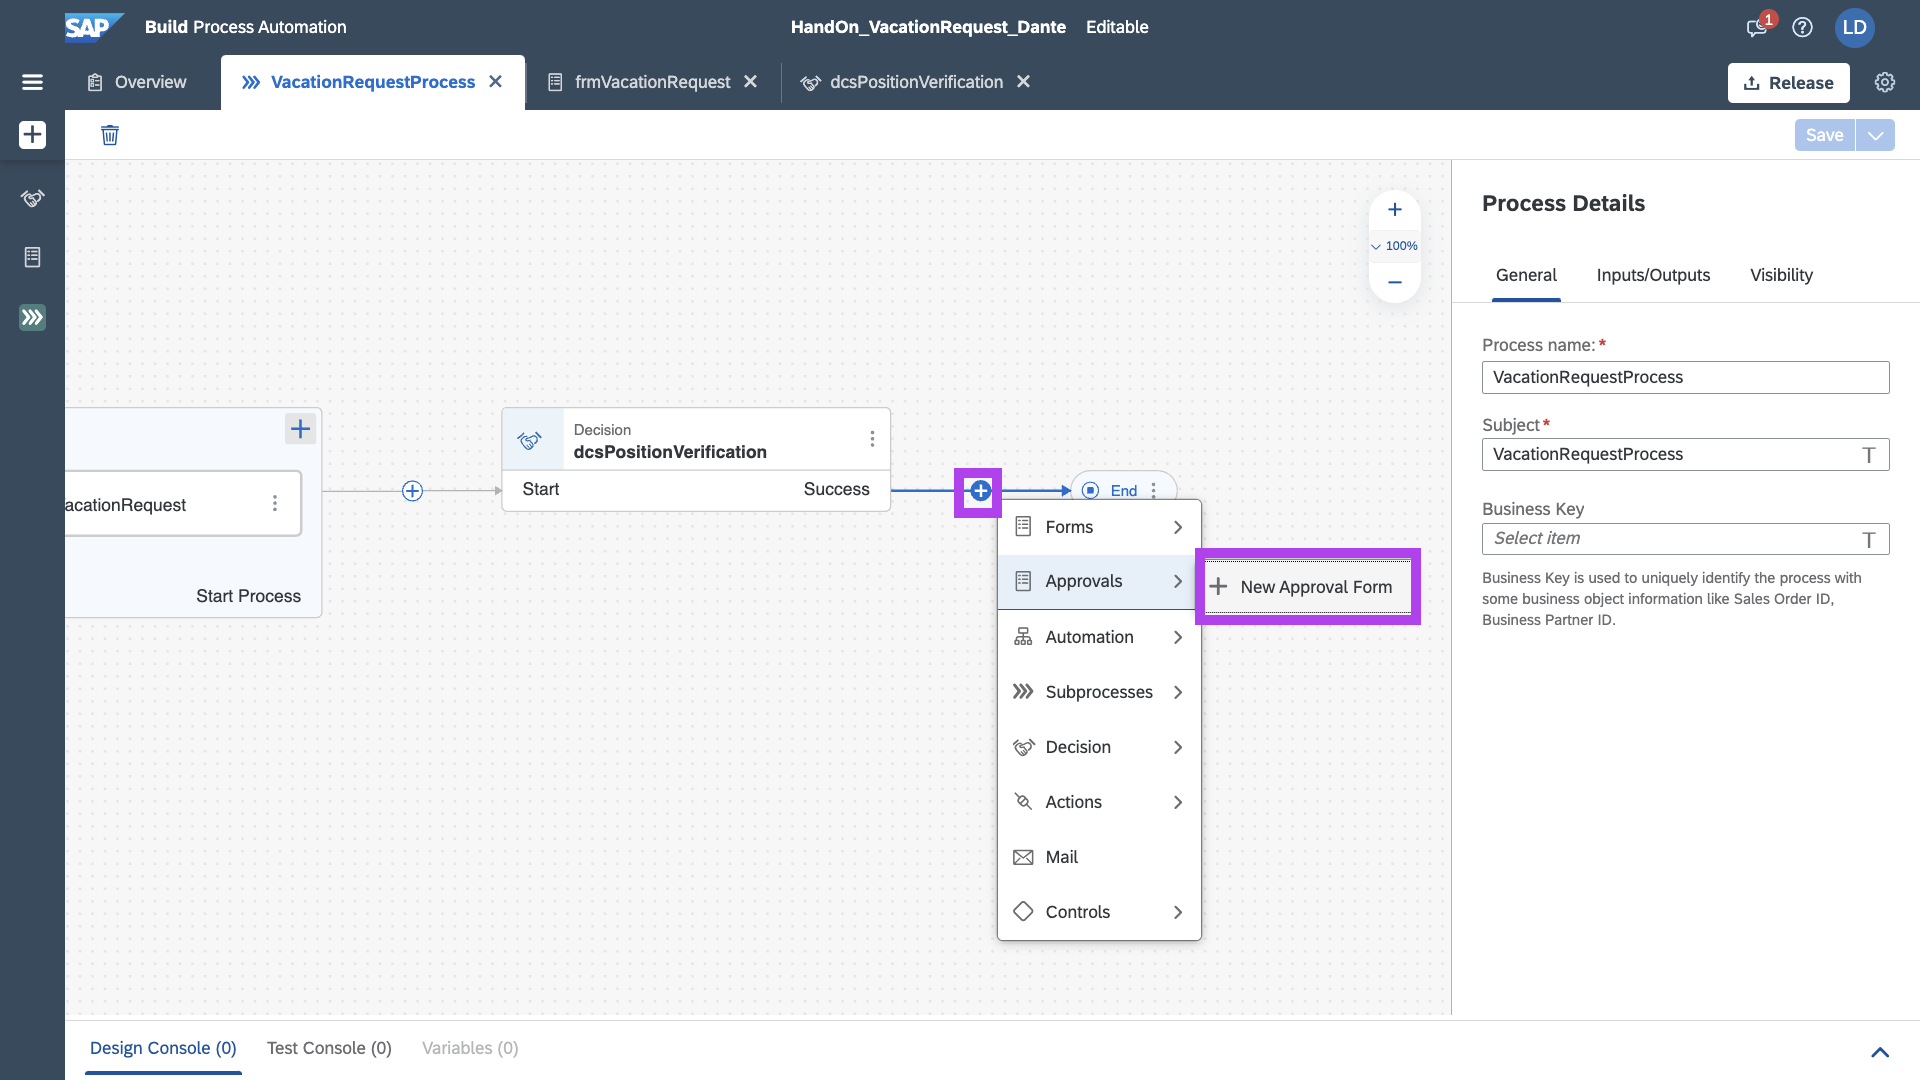 SAP Build Process Automation
HandOn_VacationRequest_Dante Editable
1
LD
Overview
VacationRequestProcess
frmVacationRequest
dcsPositionVerification
Release
Save
100%
Process Details
General Inputs/Outputs Visibility
Process name:*
VacationRequestProcess
Subject*
VacationRequestProcess
Business Key
Select item
Business Key is used to uniquely identify the process with
some business object information like Sales Order ID,
Business Partner ID.
acationRequest
Start Process
Decision
dcsPositionVerification
Start Success
End
Forms
Approvals
New Approval Form
Automation
Subprocesses
Decision
Actions
Mail
Controls
Design Console (0) Test Console (0) Variables (0)